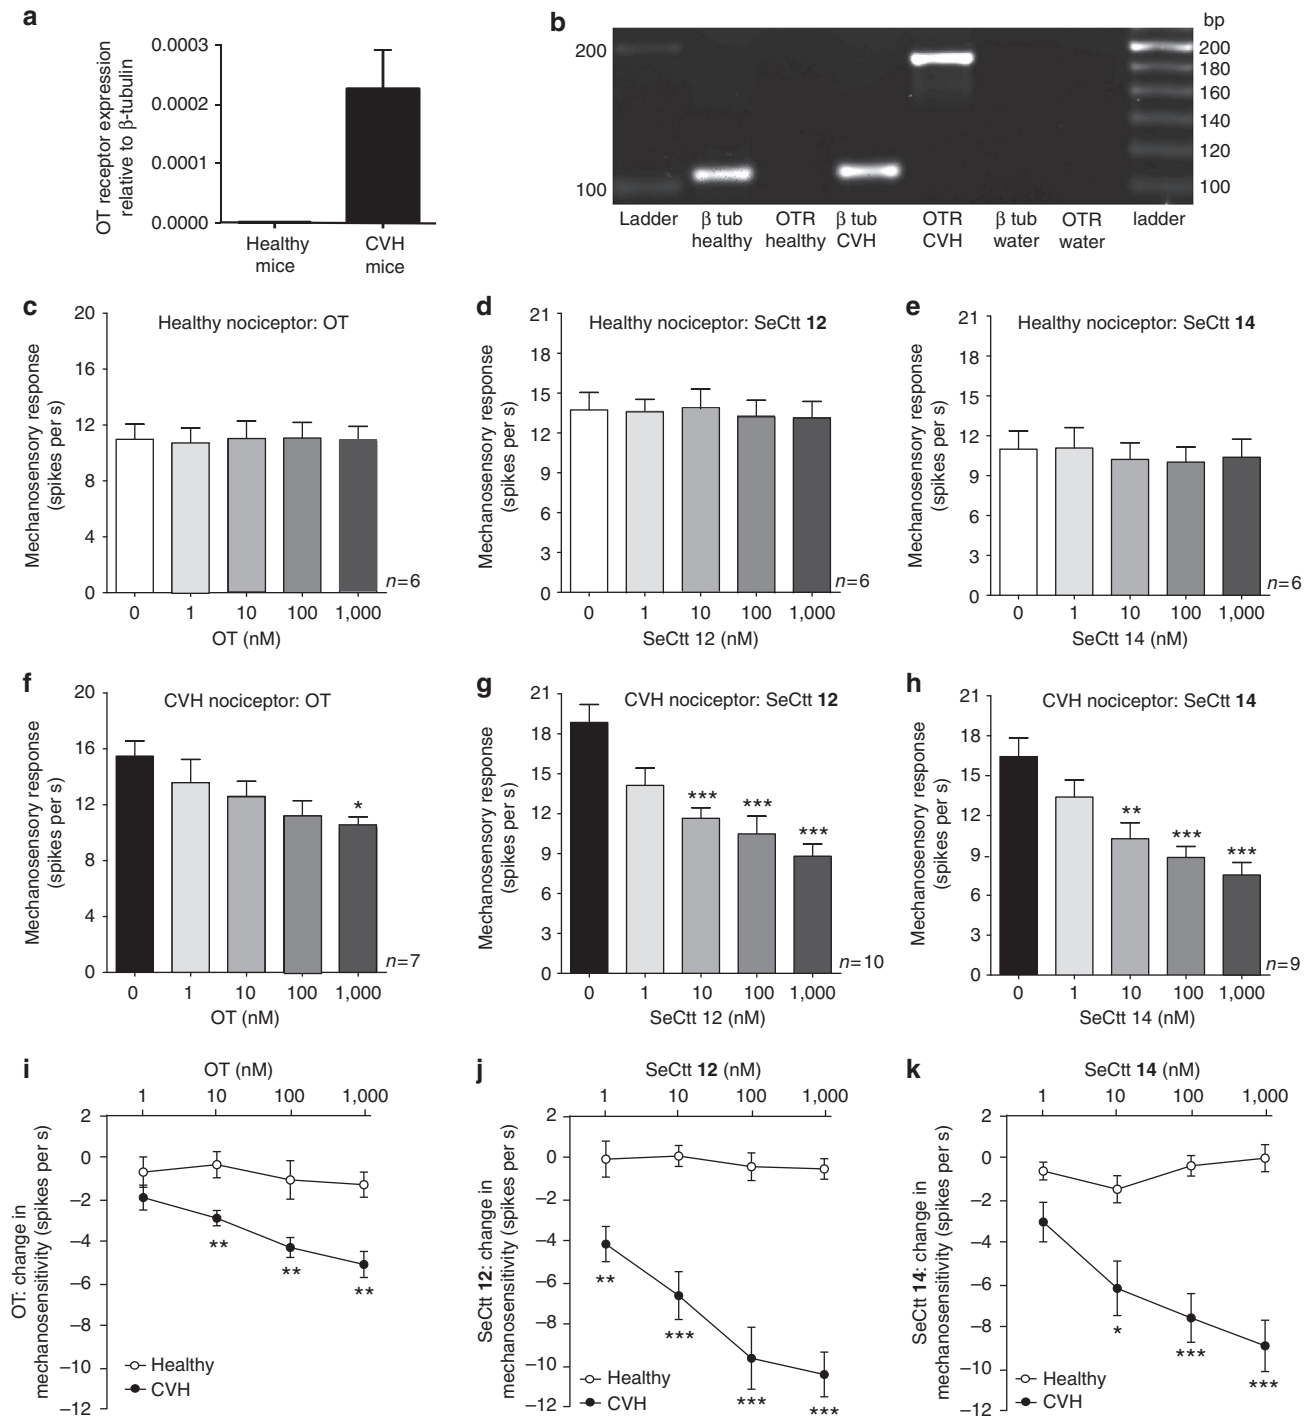 a
OT receptor expression
relative to β-tubulin
0.0003
0.0002
0.0001
0.0000
Healthy
mice
CVH
mice
b
bp
200
100
200
180
160
140
120
100
Ladder
β tub
healthy
OTR
healthy
β tub
CVH
OTR
CVH
β tub
water
OTR
water
ladder
c
Healthy nociceptor: OT
Mechanosensory response
(spikes per s)
20
16
12
8
4
0
n=6
0 1 10 100 1,000
OT (nM)
d
Healthy nociceptor: SeCtt 12
Mechanosensory response
(spikes per s)
21
18
15
12
9
6
3
0
n=6
0 1 10 100 1,000
SeCtt 12 (nM)
e
Healthy nociceptor: SeCtt 14
Mechanosensory response
(spikes per s)
21
18
15
12
9
6
3
0
n=6
0 1 10 100 1,000
SeCtt 14 (nM)
f
CVH nociceptor: OT
Mechanosensory response
(spikes per s)
20
16
12
8
4
0
*
n=7
0 1 10 100 1,000
OT (nM)
g
CVH nociceptor: SeCtt 12
Mechanosensory response
(spikes per s)
21
18
15
12
9
6
3
0
*** *** ***
n=10
0 1 10 100 1,000
SeCtt 12 (nM)
h
CVH nociceptor: SeCtt 14
Mechanosensory response
(spikes per s)
21
18
15
12
9
6
3
0
** *** ***
n=9
0 1 10 100 1,000
SeCtt 14 (nM)
i
OT (nM)
1 10 100 1,000
OT: change in
mechanosensitivity (spikes per s)
2
0
–2
–4
–6
–8
–10
–12
** ** **
Healthy
CVH
j
SeCtt 12 (nM)
1 10 100 1,000
SeCtt 12: change in
mechanosensitivity (spikes per s)
2
0
–2
–4
–6
–8
–10
–12
** *** *** ***
Healthy
CVH
k
SeCtt 14 (nM)
1 10 100 1,000
SeCtt 14: change in
mechanosensitivity (spikes per s)
2
0
–2
–4
–6
–8
–10
–12
* *** ***
Healthy
CVH